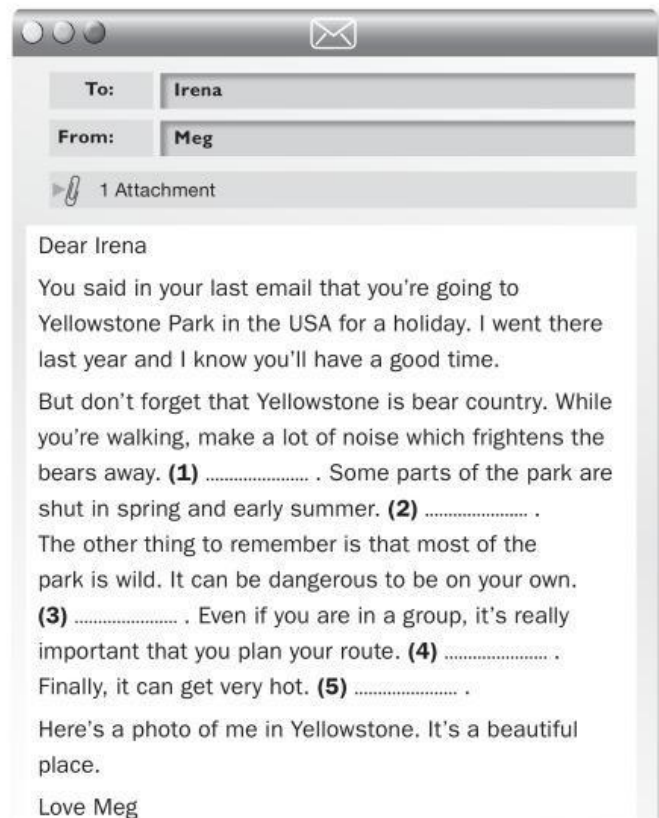 To:
Irena
From:
Meg
1 Attachment
Dear Irena
You said in your last email that you're going to
Yellowstone Park in the USA for a holiday. I went there
last year and I know you'll have a good time.
But don't forget that Yellowstone is bear country. While
you're walking, make a lot of noise which frightens the
bears away. (1) ...................... . Some parts of the park are
shut in spring and early summer. (2) ...................... .
The other thing to remember is that most of the
park is wild. It can be dangerous to be on your own.
(3) ...................... . Even if you are in a group, it's really
important that you plan your route. (4) ...................... .
Finally, it can get very hot. (5) ...................... .
Here's a photo of me in Yellowstone. It's a beautiful
place.
Love Meg